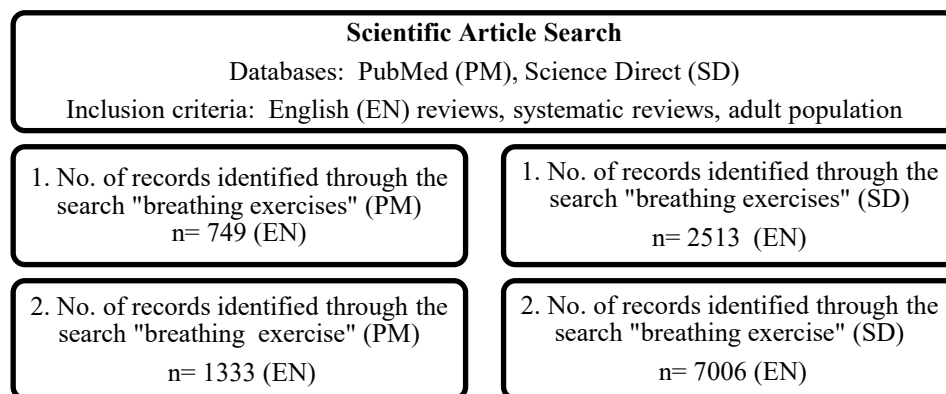 Scientific Article Search
Databases:  PubMed (PM), Science Direct (SD)
Inclusion criteria:  English (EN) reviews, systematic reviews, adult population
1. No. of records identified through the
search "breathing exercises" (PM)
n= 749 (EN)
1. No. of records identified through the
search "breathing exercises" (SD)
n= 2513  (EN)
2. No. of records identified through the
search "breathing  exercise" (PM)
n= 1333 (EN)
2. No. of records identified through the
search "breathing exercise" (SD)
n= 7006 (EN)